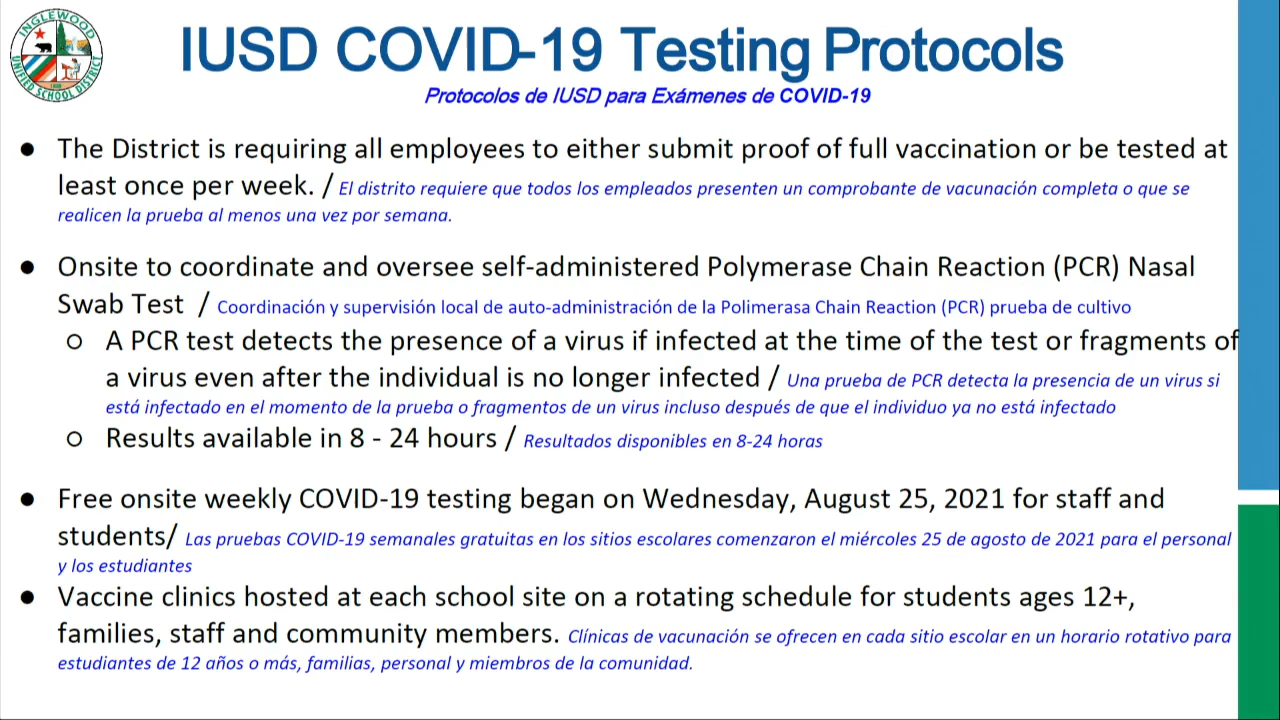 INGLEWOOD
UNIFIED SCHOOL DISTRICT
IUSD COVID-19 Testing Protocols
Protocolos de IUSD para Exámenes de COVID-19
● The District is requiring all employees to either submit proof of full vaccination or be tested at
least once per week. / El distrito requiere que todos los empleados presenten un comprobante de vacunación completa o que se
realicen la prueba al menos una vez por semana.
● Onsite to coordinate and oversee self-administered Polymerase Chain Reaction (PCR) Nasal
Swab Test / Coordinación y supervisión local de auto-administración de la Polimerasa Chain Reaction (PCR) prueba de cultivo
○ A PCR test detects the presence of a virus if infected at the time of the test or fragments of
a virus even after the individual is no longer infected / Una prueba de PCR detecta la presencia de un virus si
está infectado en el momento de la prueba o fragmentos de un virus incluso después de que el individuo ya no está infectado
○ Results available in 8 - 24 hours / Resultados disponibles en 8-24 horas
● Free onsite weekly COVID-19 testing began on Wednesday, August 25, 2021 for staff and
students/ Las pruebas COVID-19 semanales gratuitas en los sitios escolares comenzaron el miércoles 25 de agosto de 2021 para el personal
y los estudiantes
● Vaccine clinics hosted at each school site on a rotating schedule for students ages 12+,
families, staff and community members. Clínicas de vacunación se ofrecen en cada sitio escolar en un horario rotativo para
estudiantes de 12 años o más, familias, personal y miembros de la comunidad.